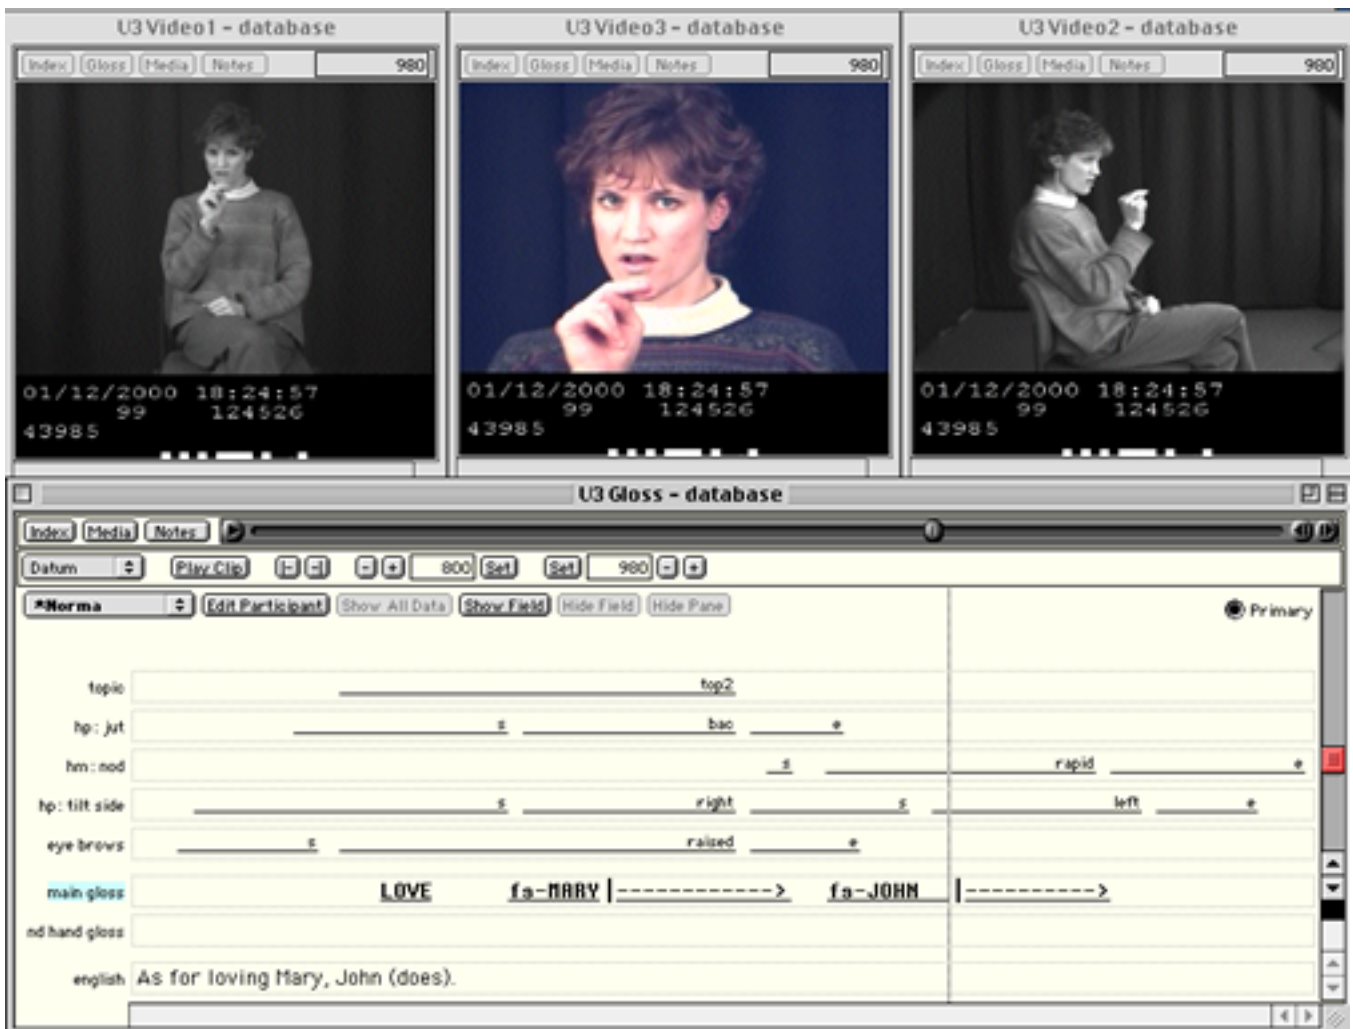 U3 Video1 - database
U3 Video3 - database
U3 Video2 - database
Index Gloss Media Notes 980
Index Gloss Media Notes 980
Index Gloss Media Notes 980
01/12/2000 18:24:57
99 124526
43985
01/12/2000 18:24:57
99 124526
43985
01/12/2000 18:24:57
99 124526
43985
U3 Gloss - database
Index Media Notes
Datum Play Clip - + 800 Set Set 980 - +
*Norma Edit Participant Show All Data Show Field Hide Field Hide Pane Primary
topic top2
hp: jut s bac e
hm: nod s rapid e
hp: tilt side s right s left e
eye brows s raised e
main gloss LOVE fs-MARY |------------> fs-JOHN |---------->
nd hand gloss
english As for loving Mary, John (does).